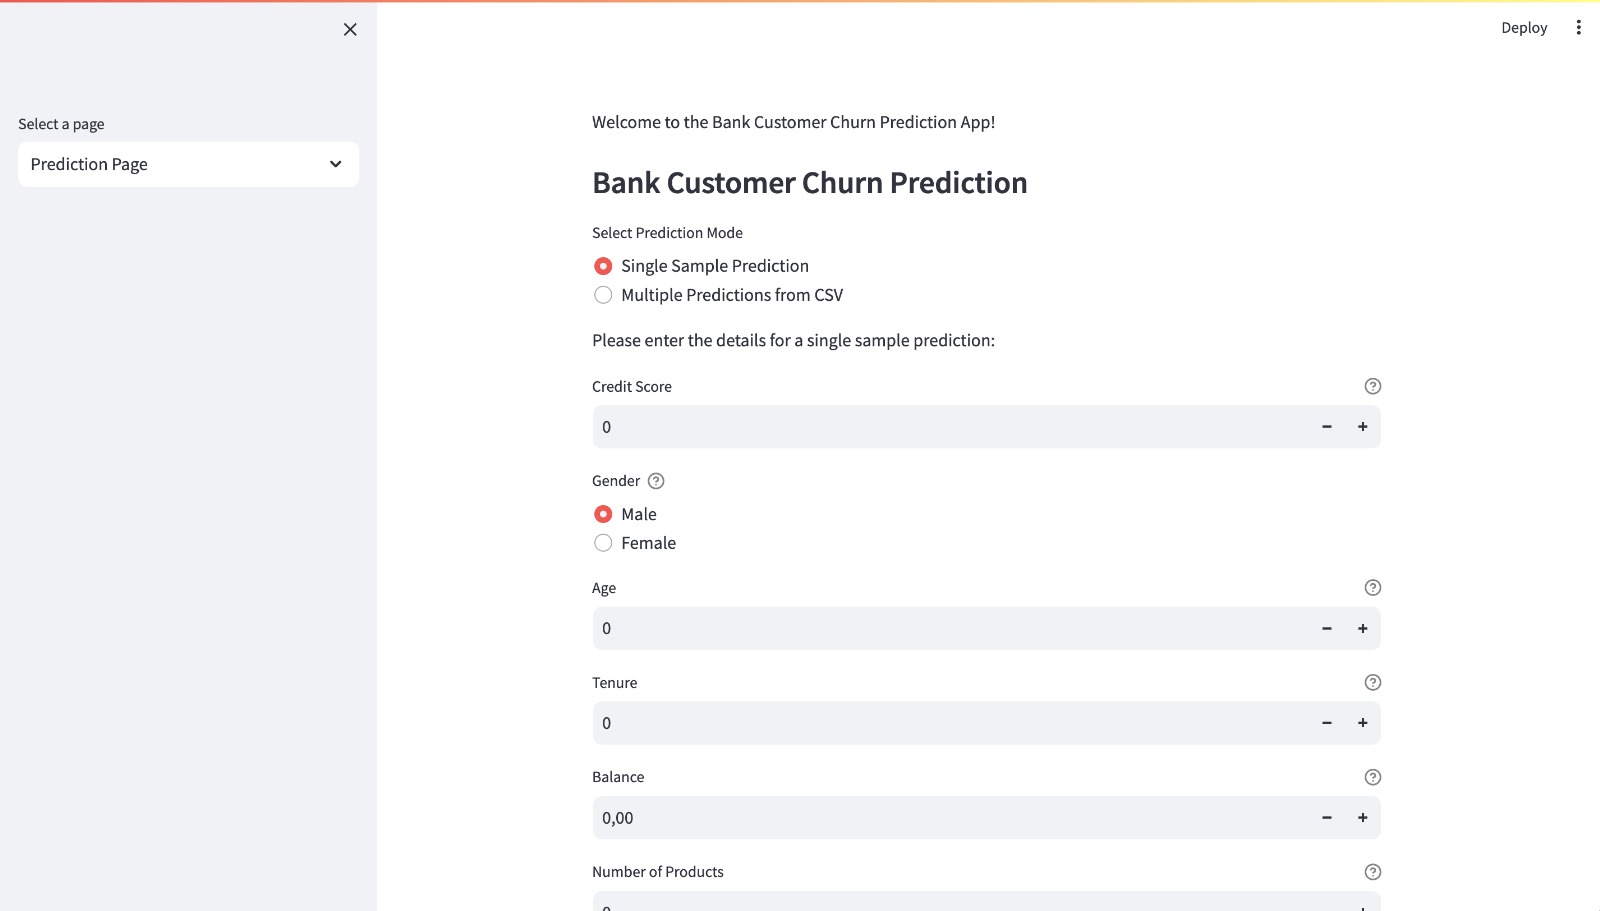 Deploy
Select a page
Prediction Page
Welcome to the Bank Customer Churn Prediction App!
Bank Customer Churn Prediction
Select Prediction Mode
Single Sample Prediction
Multiple Predictions from CSV
Please enter the details for a single sample prediction:
Credit Score
0
Gender
Male
Female
Age
0
Tenure
0
Balance
0,00
Number of Products